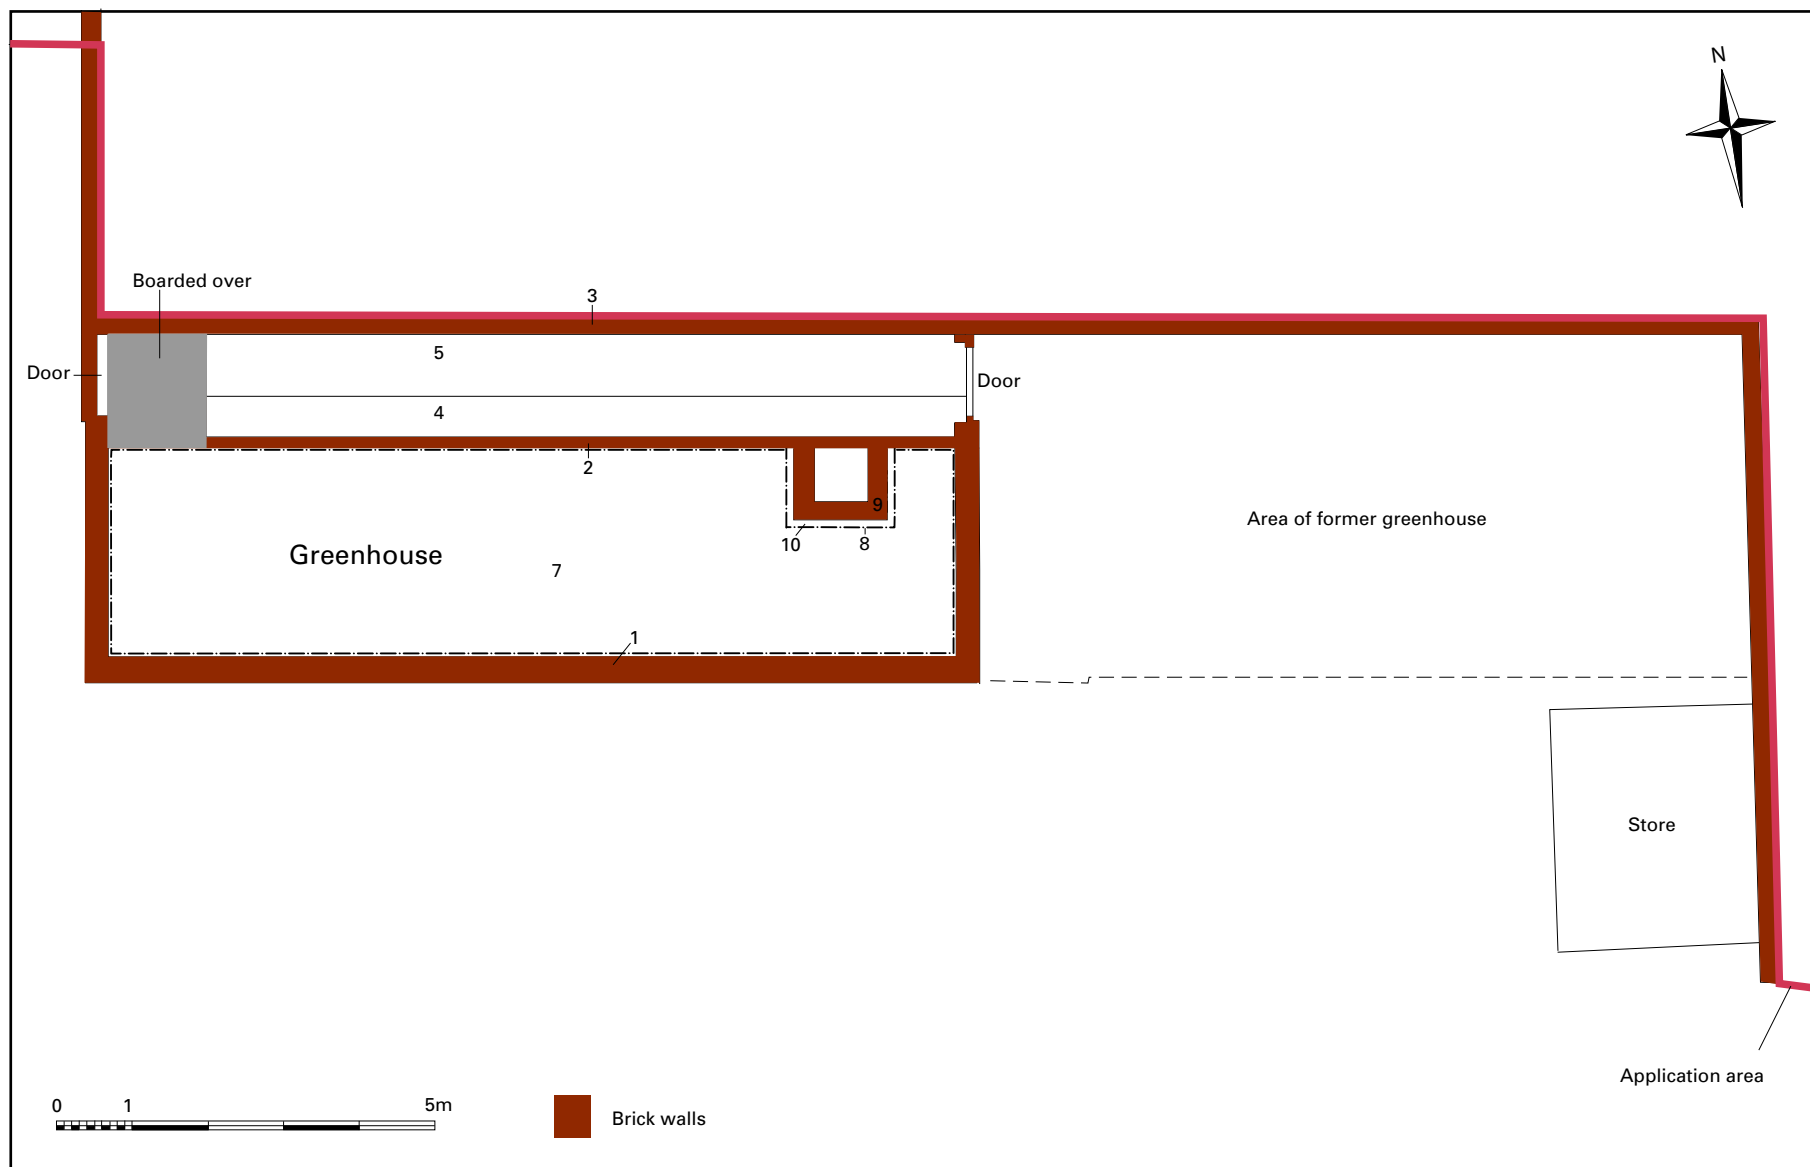 N
Boarded over
3
5
Door
Door
4
2
9
Area of former greenhouse
10
8
Greenhouse
7
1
Store
Application area
0
1
5m
Brick walls